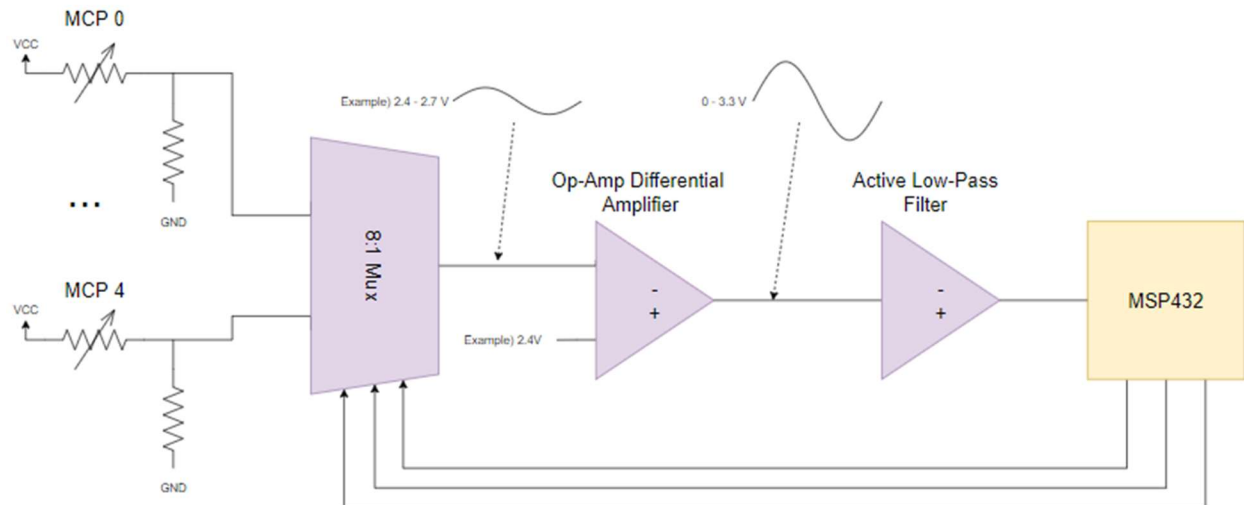 MCP 0
VCC
GND
...
MCP 4
VCC
GND
8:1 Mux
Example) 2.4 - 2.7 V
Example) 2.4V
Op-Amp Differential
Amplifier
-
+
0 - 3.3 V
Active Low-Pass
Filter
-
+
MSP432